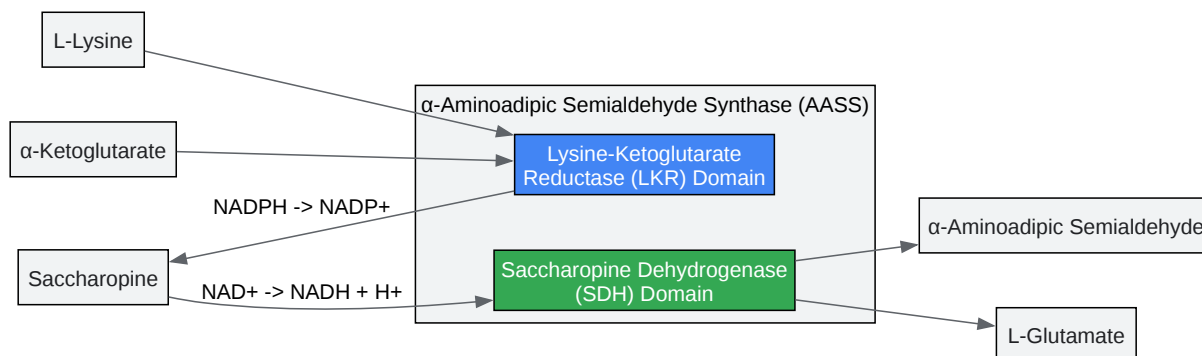 L-Lysine
α-Aminoadipic Semialdehyde Synthase (AASS)
α-Ketoglutarate
Lysine-Ketoglutarate
Reductase (LKR) Domain
NADPH -> NADP+
α-Aminoadipic Semialdehyde
Saccharopine
Saccharopine Dehydrogenase
(SDH) Domain
NAD+ -> NADH + H+
L-Glutamate